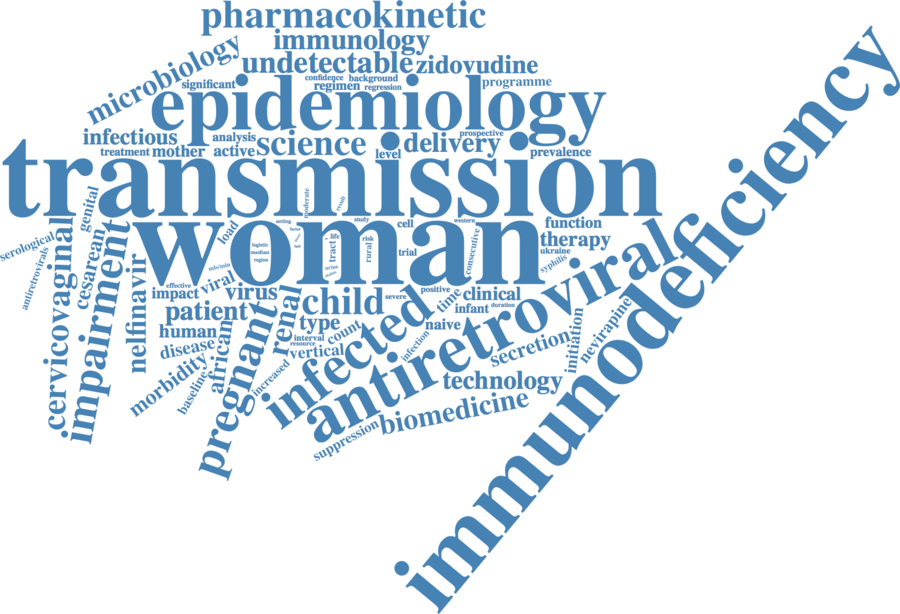 pharmacokinetic
immunology
microbiology
undetectable zidovudine
significant confidence background programme
regimen regression
epidemiology
infectious analysis science delivery prospective
treatment mother active level prevalence
transmission
genital moderate
woman
load writing study cell western function
serological cervicovaginal logistic median region tract life risk rural trial consecutive therapy
antiretrovirals cesarean impairment ukraine syphilis
nelfinavir effective viral virus renal child severe positive time clinical
impact infant duration
patient type naive
human count interval resource vertical infection
disease african pregnant increased
morbidity baseline
infected
antiretroviral
secretion initiation nevirapine
technology
biomedicine
suppression
immunodeficiency